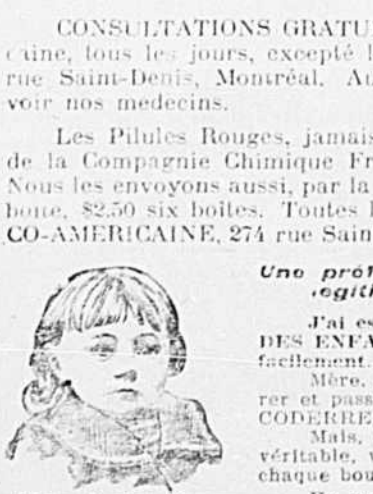 CONSULTATIONS GRATU
caine, tous les jours, excepté l
rue Saint-Denis, Montréal. Au
voir nos medecins.
Les Pilules Rouges, jamais
de la Compagnie Chimique Fr
Nous les envoyons aussi, par la
boite, $2.50 six boites. Toutes l
CO-AMERICAINE, 274 rue Sain
Une préf
legiti
J'ai es
DES ENFA
facilement.
Mère,
rer et pass
CODERRE
Mais,
véritable, v
chaque bou